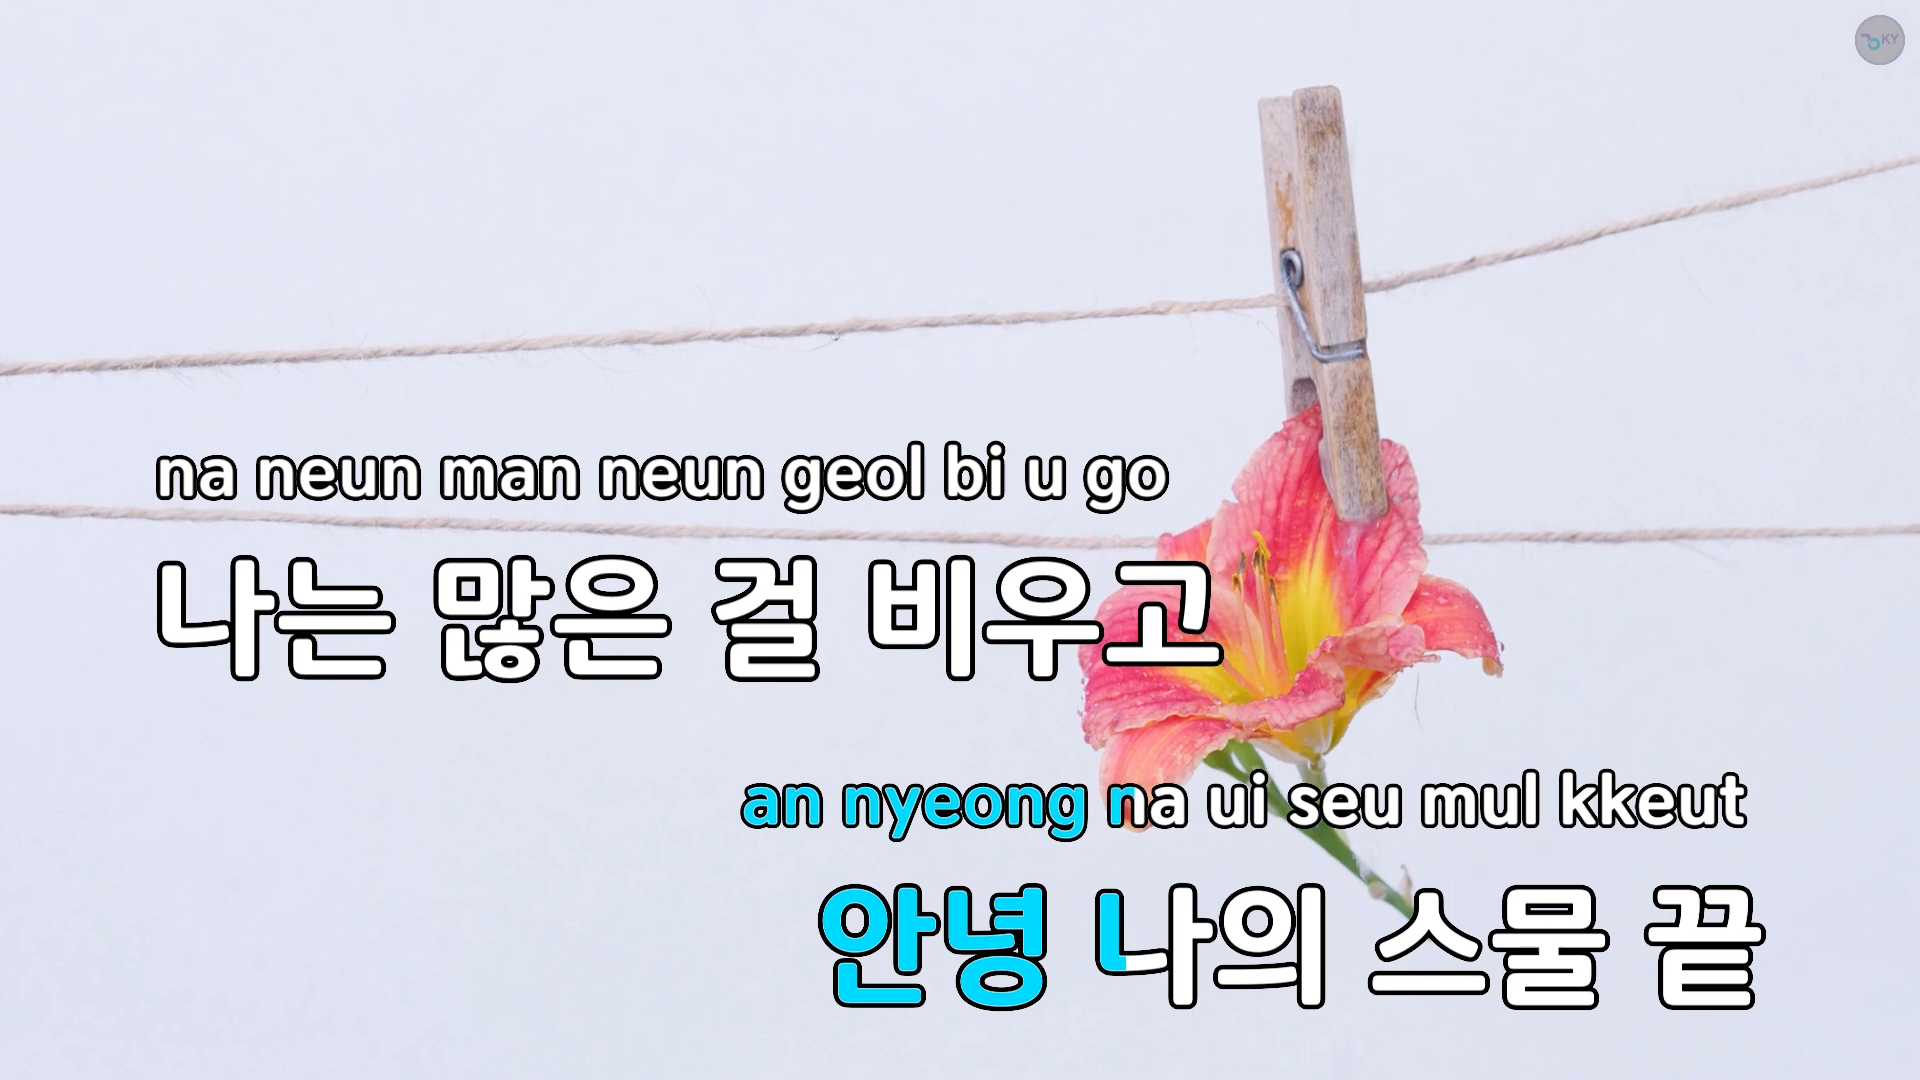 KY
na neun man neun geol bi u go
나는 많은 걸 비우고
an nyeong na ui seu mul kkeut
안녕 나의 스물 끝